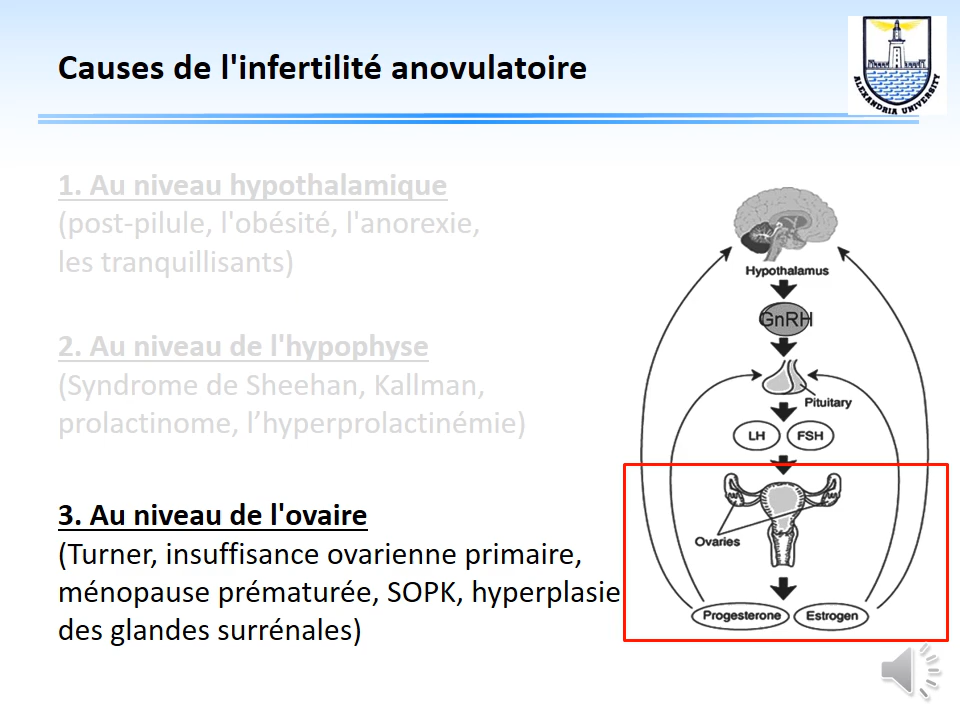 Causes de l'infertilité anovulatoire
ALEXANDRIA UNIVERSITY
1. Au niveau hypothalamique
(post-pilule, l'obésité, l'anorexie,
les tranquillisants)
2. Au niveau de l'hypophyse
(Syndrome de Sheehan, Kallman,
prolactinome, l’hyperprolactinémie)
3. Au niveau de l'ovaire
(Turner, insuffisance ovarienne primaire,
ménopause prématurée, SOPK, hyperplasie
des glandes surrénales)
Hypothalamus
GnRH
Pituitary
LH
FSH
Ovaries
Progesterone
Estrogen